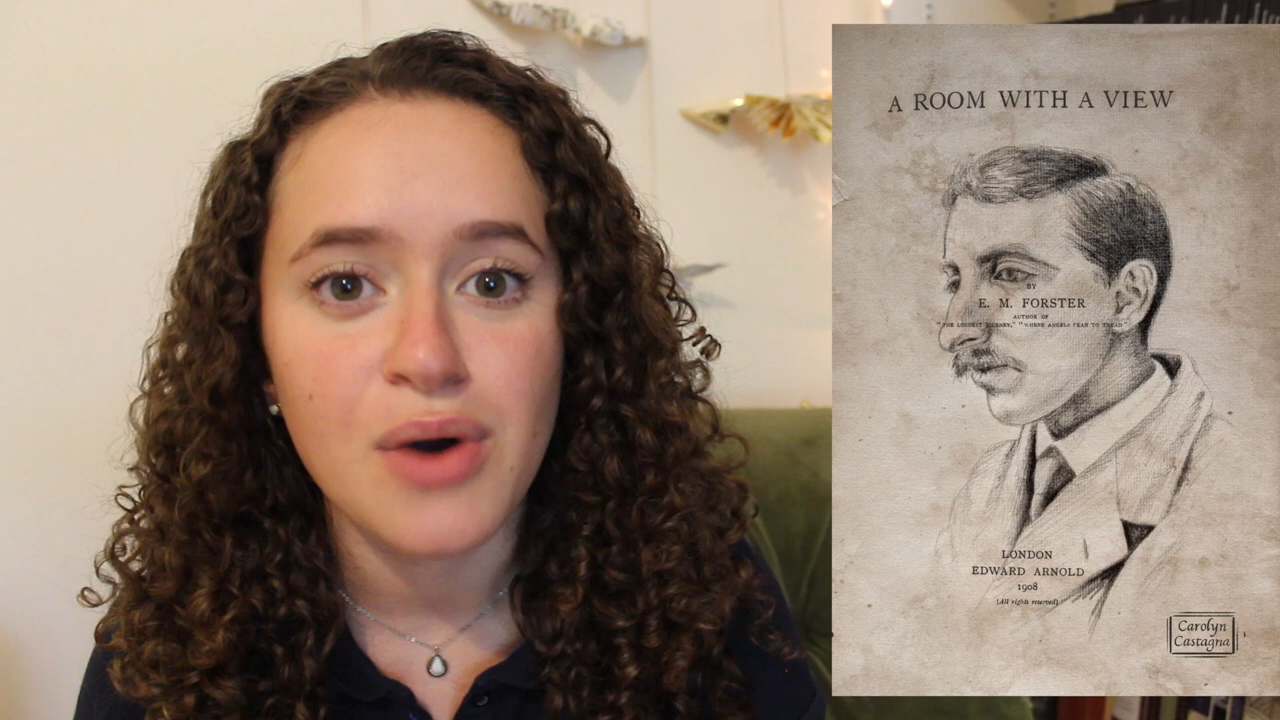 A ROOM WITH A VIEW
BY
E. M. FORSTER
AUTHOR OF
"THE LONGEST JOURNEY," "WHERE ANGELS FEAR TO TREAD"
LONDON
EDWARD ARNOLD
1908
(All rights reserved)
Carolyn
Castagna